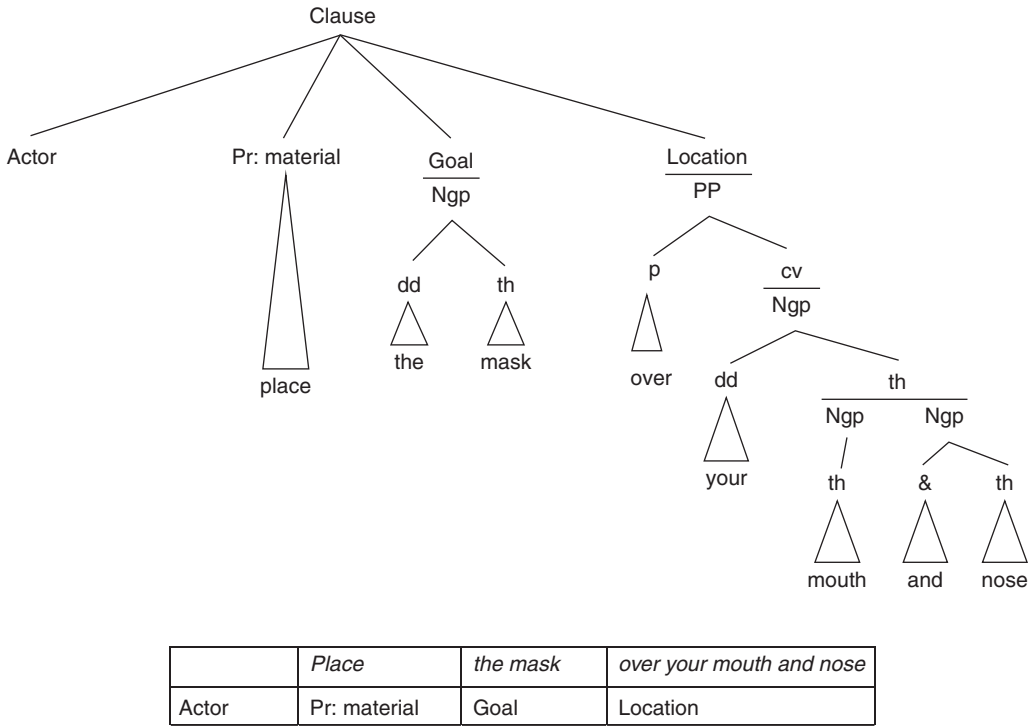 Clause
Actor Pr: material Goal Location
Ngp PP
p cv
dd th Ngp
the mask
place over dd th
Ngp Ngp
your th & th
mouth and nose
Place the mask over your mouth and nose
Actor Pr: material Goal Location